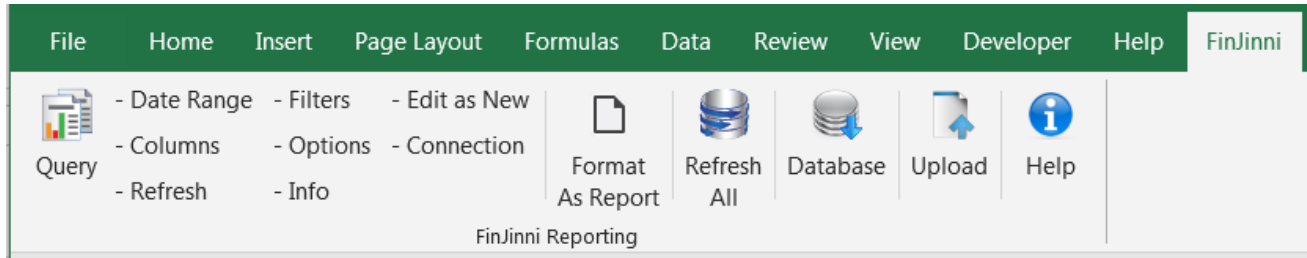 File Home Insert Page Layout Formulas Data Review View Developer Help FinJinni
- Date Range - Filters - Edit as New
- Columns - Options - Connection
- Refresh - Info
Query
Format
As Report
Refresh
All
Database
Upload
Help
FinJinni Reporting